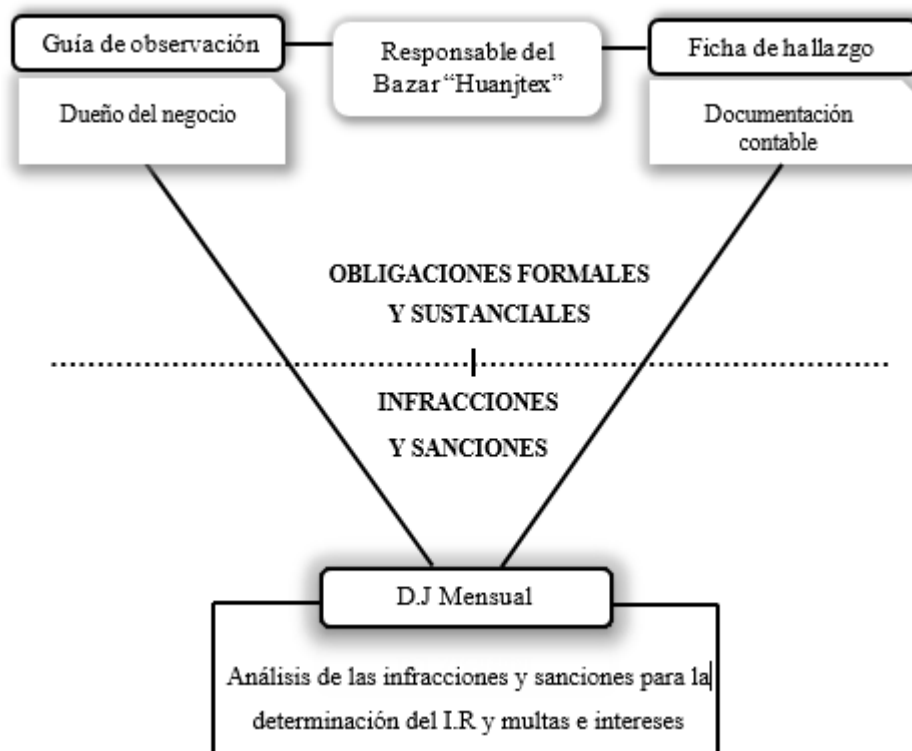 Guía de observación
Responsable del
Bazar “Huanjtex”
Ficha de hallazgo
Dueño del negocio
Documentación
contable
OBLIGACIONES FORMALES
Y SUSTANCIALES
INFRACCIONES
Y SANCIONES
D.J Mensual
Análisis de las infracciones y sanciones para la
determinación del I.R y multas e intereses